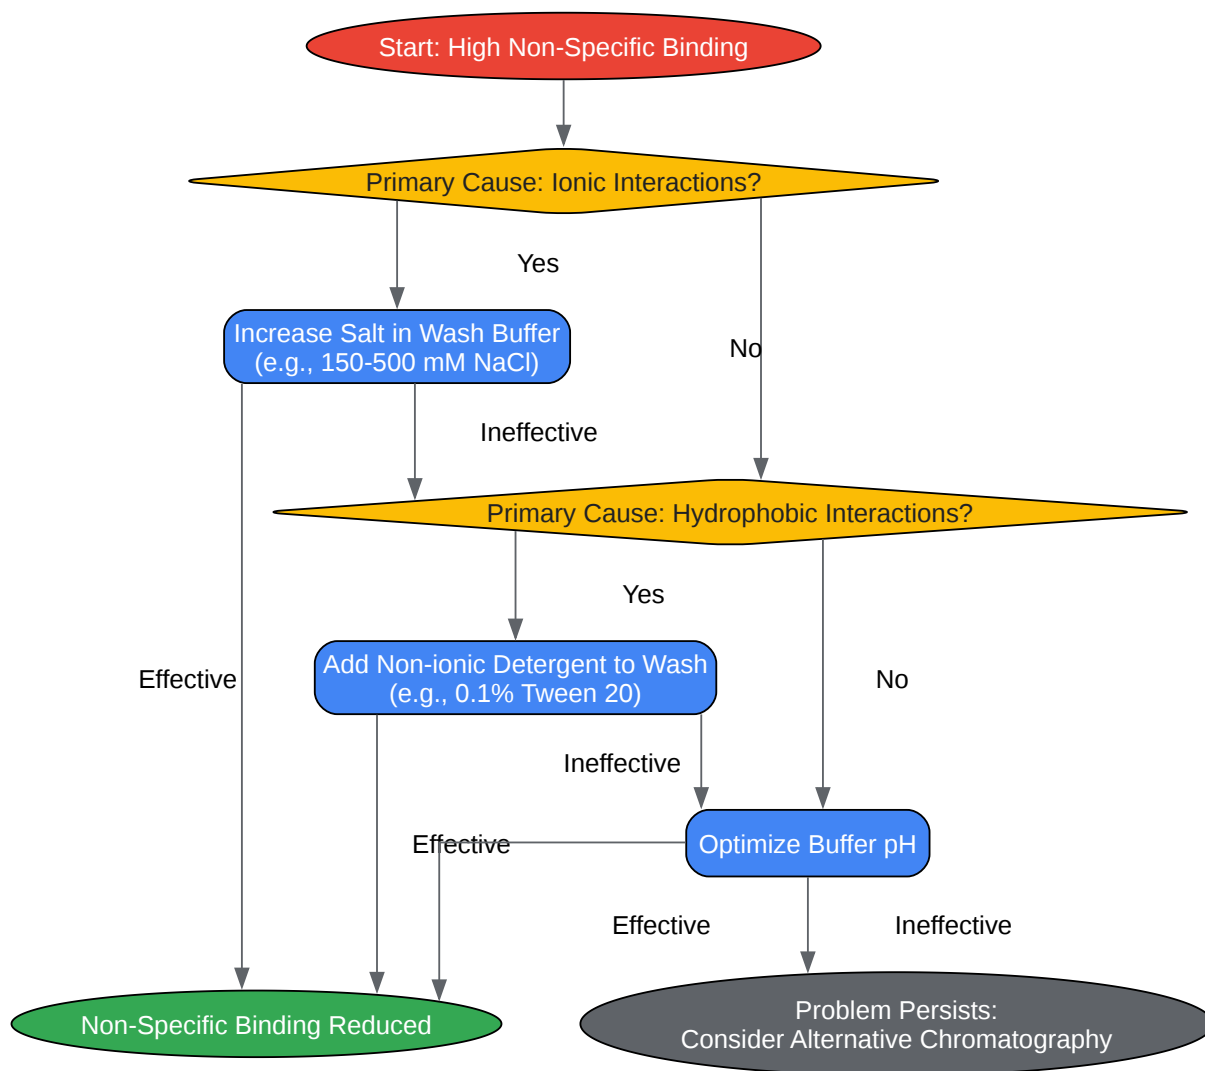 Start: High Non-Specific Binding
Primary Cause: Ionic Interactions?
Yes
Increase Salt in Wash Buffer
(e.g., 150-500 mM NaCl)
No
Ineffective
Primary Cause: Hydrophobic Interactions?
Yes
Add Non-ionic Detergent to Wash
(e.g., 0.1% Tween 20)
Effective
No
Ineffective
Effective
Optimize Buffer pH
Effective
Ineffective
Non-Specific Binding Reduced
Problem Persists:
Consider Alternative Chromatography